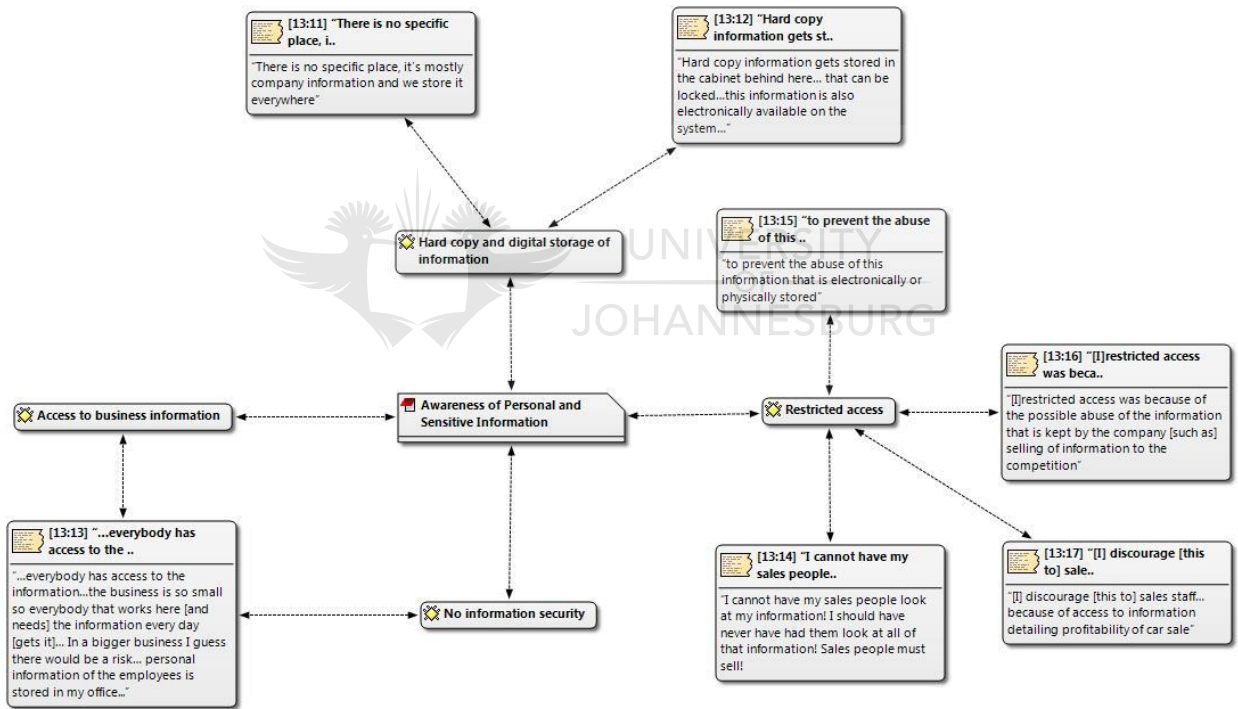 [13:11] “There is no specific
place, i..
“There is no specific place, it’s mostly
company information and we store it
everywhere”
[13:12] “Hard copy
information gets st..
“Hard copy information gets stored in
the cabinet behind here... that can be
locked...this information is also
electronically available on the
system...”
Hard copy and digital storage of
information
UNIVERSITY
OF
JOHANNESBURG
[13:15] “to prevent the abuse
of this ..
“to prevent the abuse of this
information that is electronically or
physically stored”
[13:16] “[I]restricted access
was beca..
“[I]restricted access was because of
the possible abuse of the information
that is kept by the company [such as]
selling of information to the
competition”
Access to business information
Awareness of Personal and
Sensitive Information
Restricted access
[13:13] “...everybody has
access to the ..
“...everybody has access to the
information...the business is so small
so everybody that works here [and
needs] the information every day
[gets it]... In a bigger business I guess
there would be a risk... personal
information of the employees is
stored in my office...”
No information security
[13:14] “I cannot have my
sales people..
“I cannot have my sales people look
at my information! I should have
never have had them look at all of
that information! Sales people must
sell!
[13:17] “[I] discourage [this
to] sale..
“[I] discourage [this to] sales staff...
because of access to information
detailing profitability of car sale”